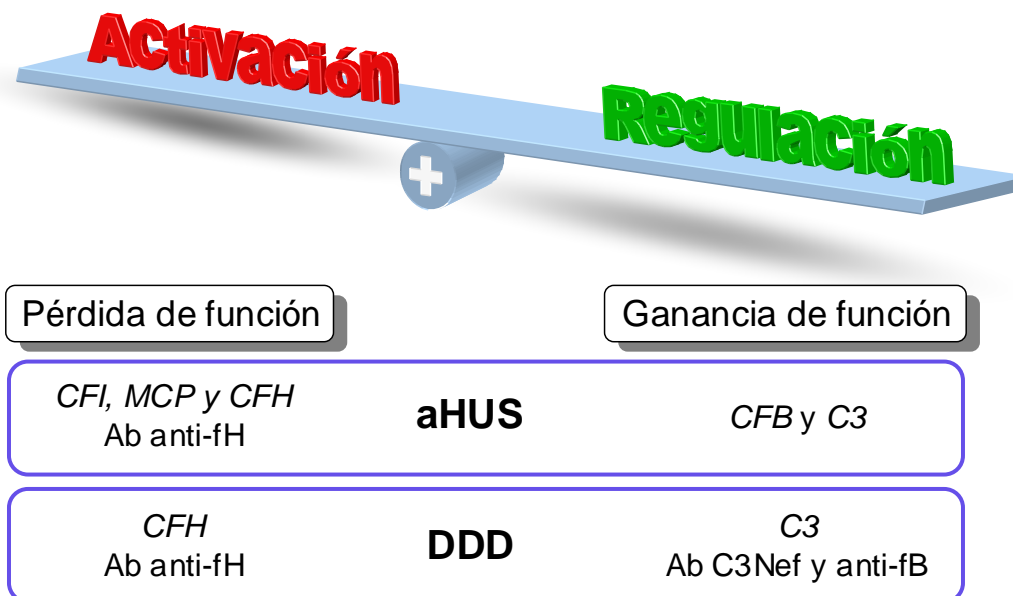 Activación
Regulación
Pérdida de función
Ganancia de función
CFI, MCP y CFH
Ab anti-fH
aHUS
CFB y C3
CFH
Ab anti-fH
DDD
C3
Ab C3Nef y anti-fB